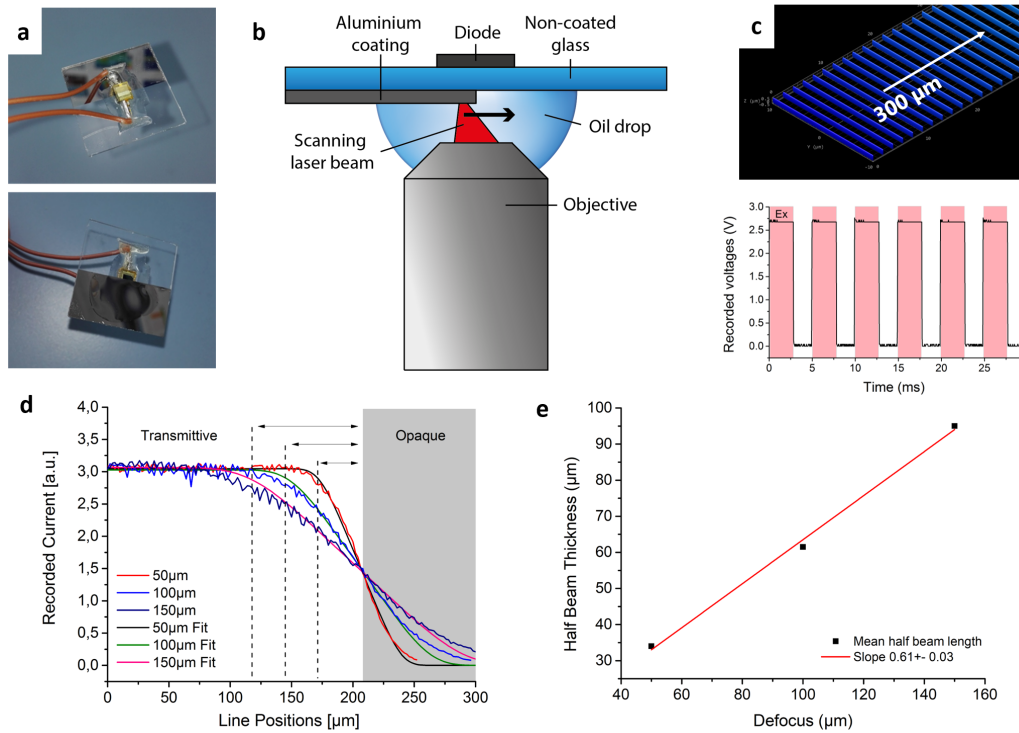 a
b
Aluminium
coating
Diode
Non-coated
glass
Scanning
laser beam
Oil drop
Objective
c
300 µm
Ex
3.0
2.5
2.0
1.5
1.0
0.5
0.0
Recorded voltages (V)
0 5 10 15 20 25
Time (ms)
d
4,0
3,5
3,0
2,5
2,0
1,5
1,0
0,5
0,0
Recorded Current [a.u.]
Transmittive
Opaque
50µm
100µm
150µm
50µm Fit
100µm Fit
150µm Fit
0 50 100 150 200 250 300
Line Positions [µm]
e
100
90
80
70
60
50
40
30
Half Beam Thickness (µm)
Mean half beam length
Slope 0.61+- 0.03
40 60 80 100 120 140 160
Defocus (µm)